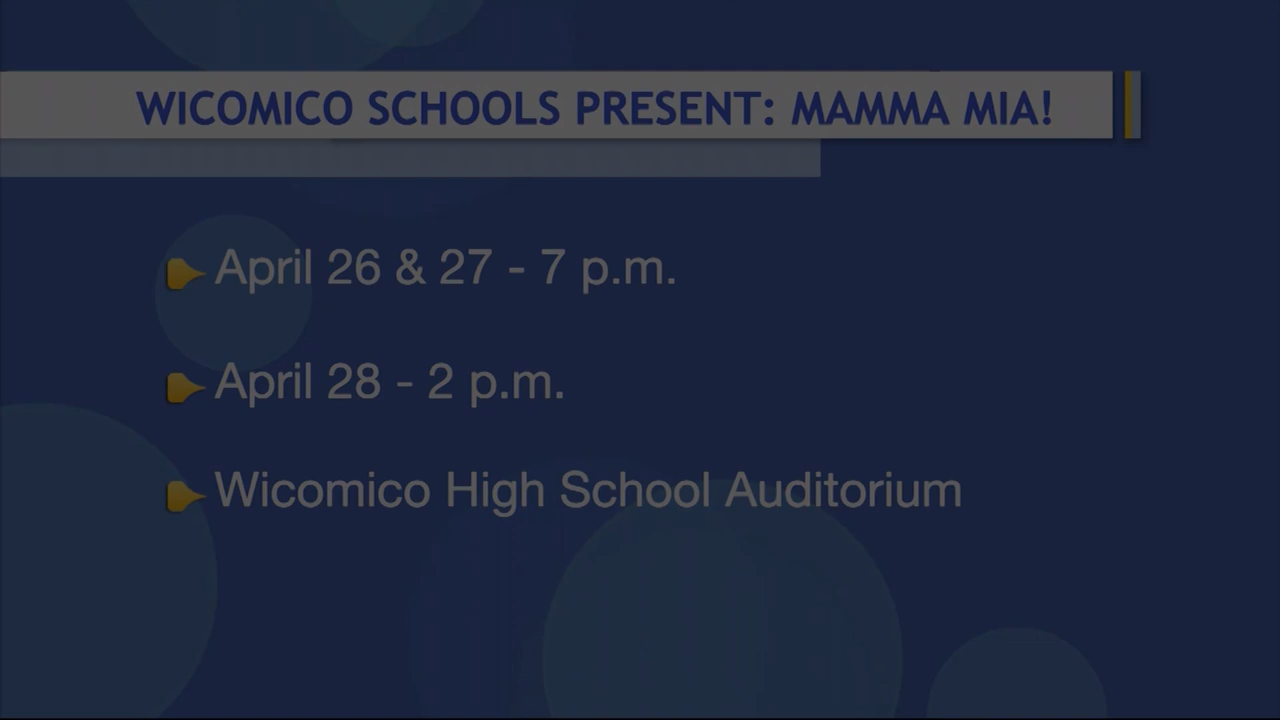 WICOMICO SCHOOLS PRESENT: MAMMA MIA!
April 26 & 27 - 7 p.m.
April 28 - 2 p.m.
Wicomico High School Auditorium